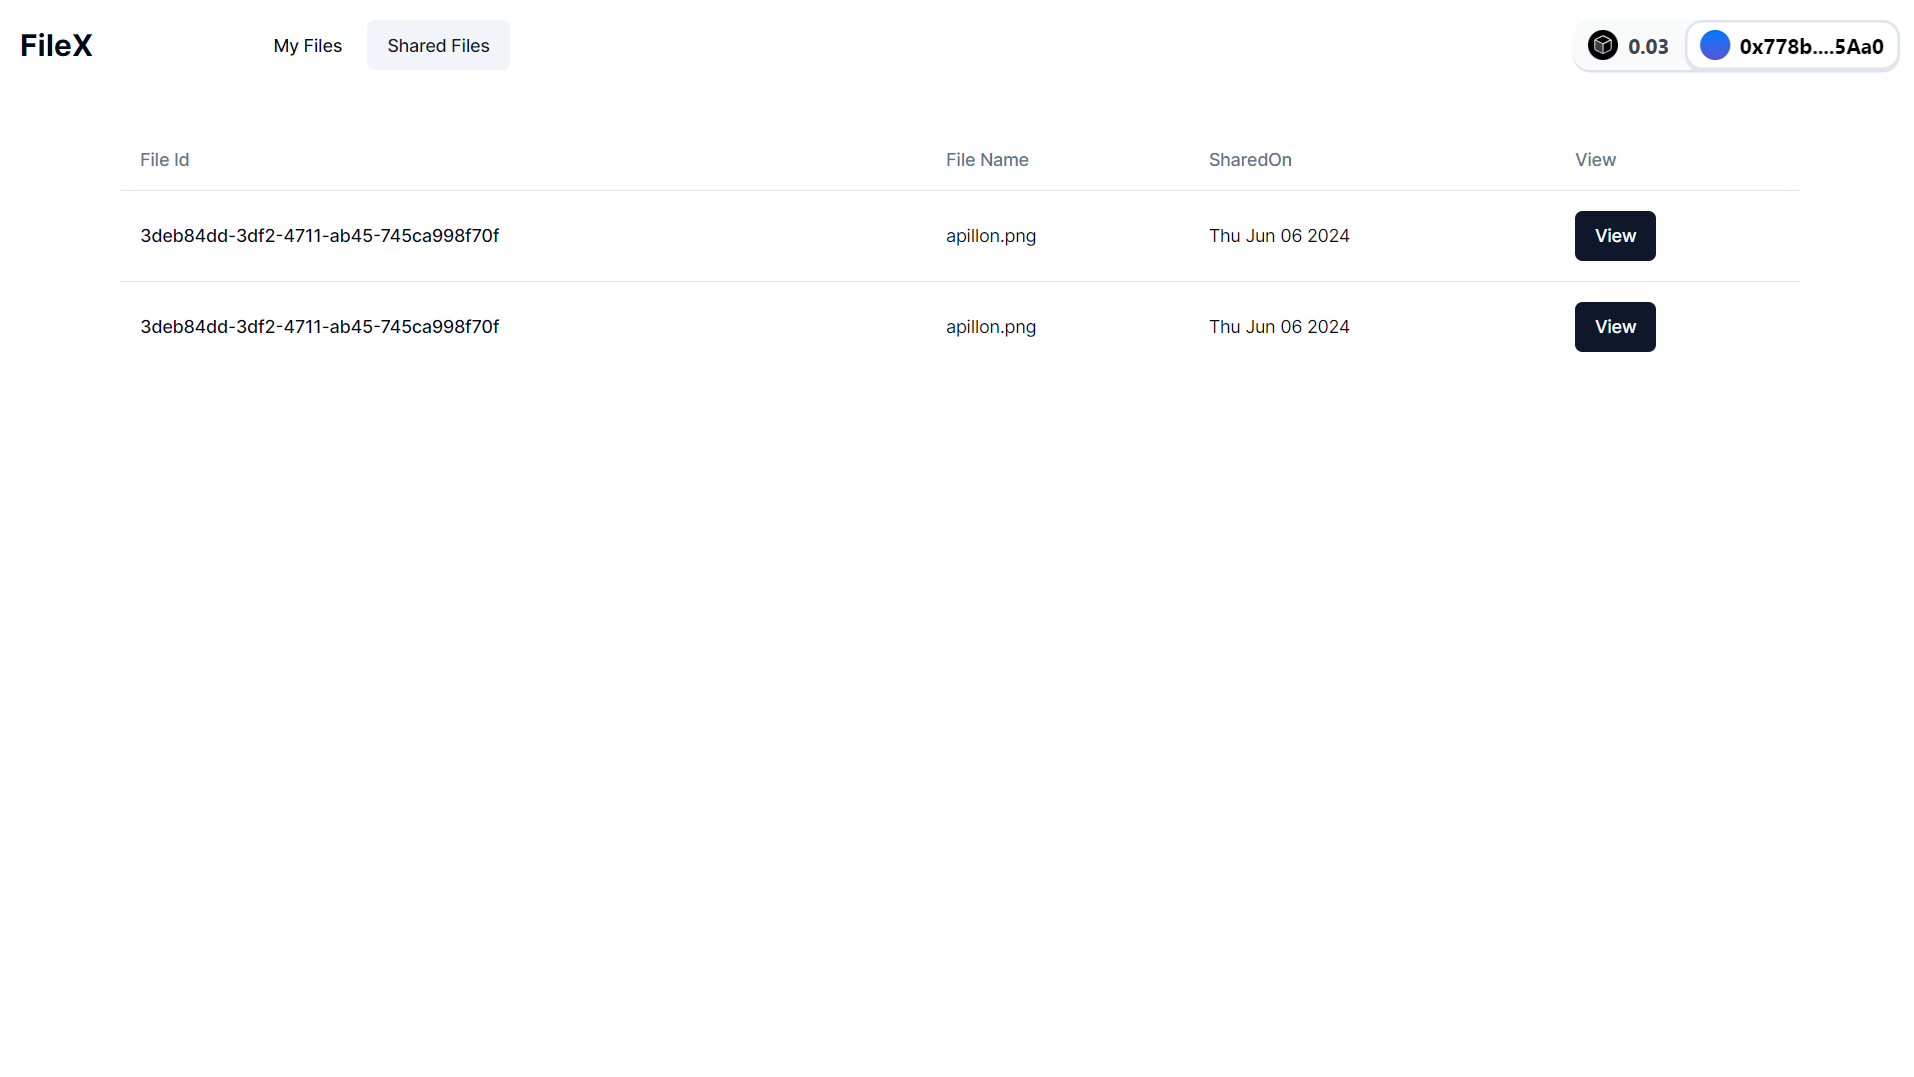 FileX
My Files
Shared Files
0.03
0x778b....5Aa0
File Id File Name SharedOn View
3deb84dd-3df2-4711-ab45-745ca998f70f apillon.png Thu Jun 06 2024 View
3deb84dd-3df2-4711-ab45-745ca998f70f apillon.png Thu Jun 06 2024 View